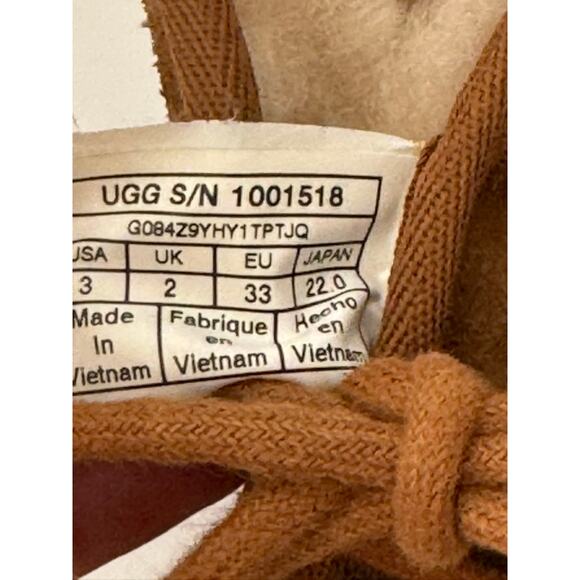 UGG S/N 1001518
G084Z9YHY1TPTJQ
USA UK EU JAPAN
3 2 33 22.0
Made Fabrique Hecho
In en en
Vietnam Vietnam Vietnam